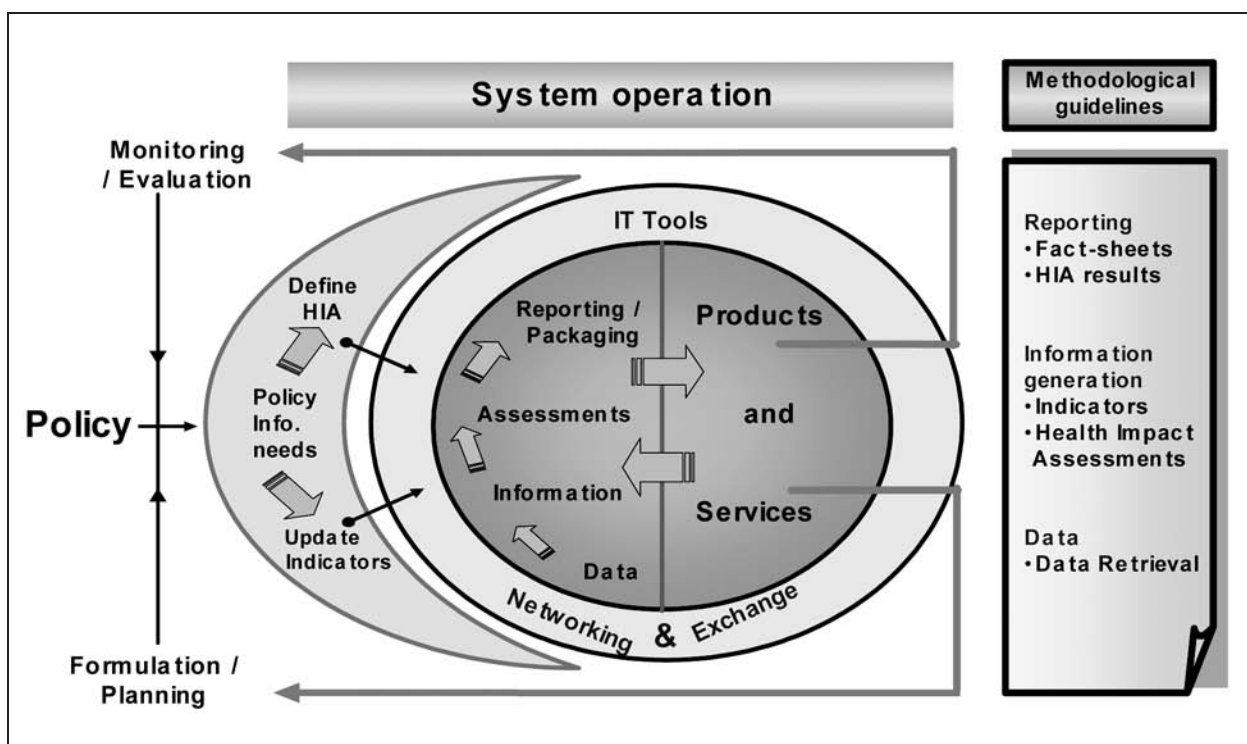 System operation
Methodological
guidelines
Monitoring
/ Evaluation
Policy
Formulation /
Planning
Define
HIA
Policy
Info.
needs
Update
Indicators
IT Tools
Reporting /
Packaging
Assessments
Information
Data
Products
and
Services
Networking & Exchange
Reporting
•Fact-sheets
•HIA results
Information
generation
•Indicators
•Health Impact
Assessments
Data
•Data Retrieval